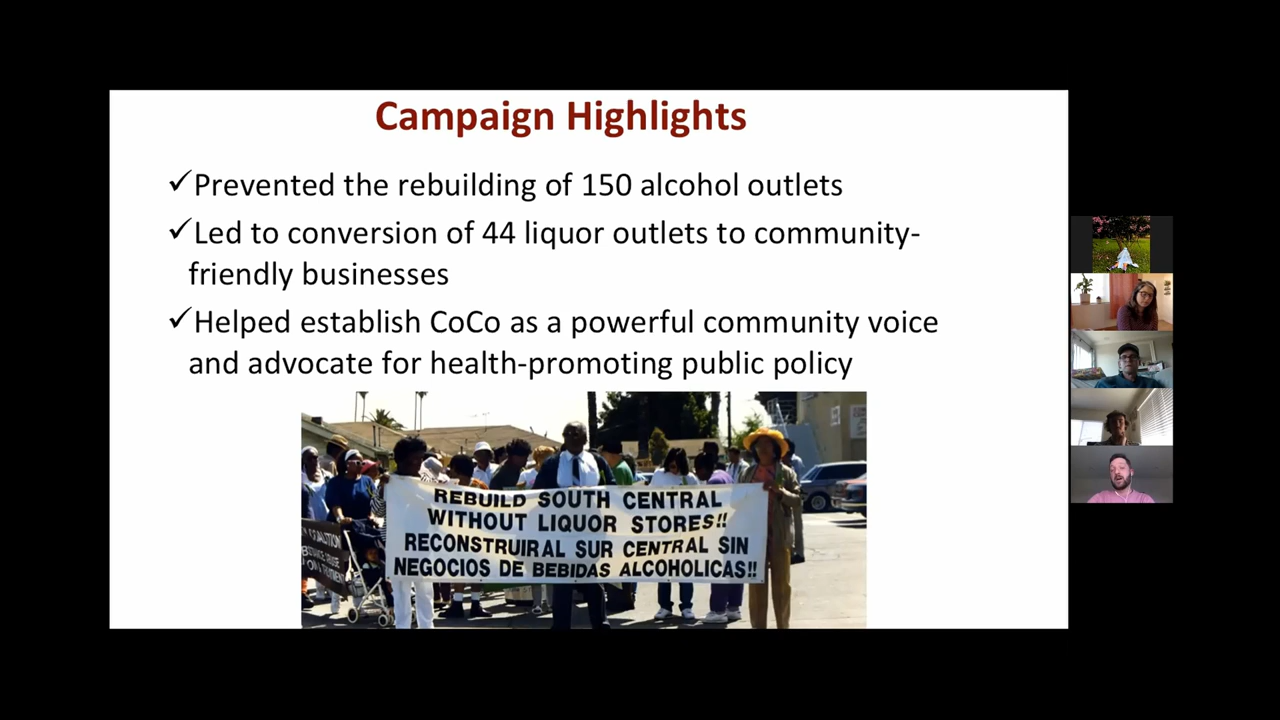 Campaign Highlights
✓Prevented the rebuilding of 150 alcohol outlets
✓Led to conversion of 44 liquor outlets to community-
friendly businesses
✓Helped establish CoCo as a powerful community voice
and advocate for health-promoting public policy
REBUILD SOUTH CENTRAL
WITHOUT LIQUOR STORES!!
RECONSTRUIRAL SUR CENTRAL SIN
NEGOCIOS DE BEBIDAS ALCOHOLICAS!!
COALITION